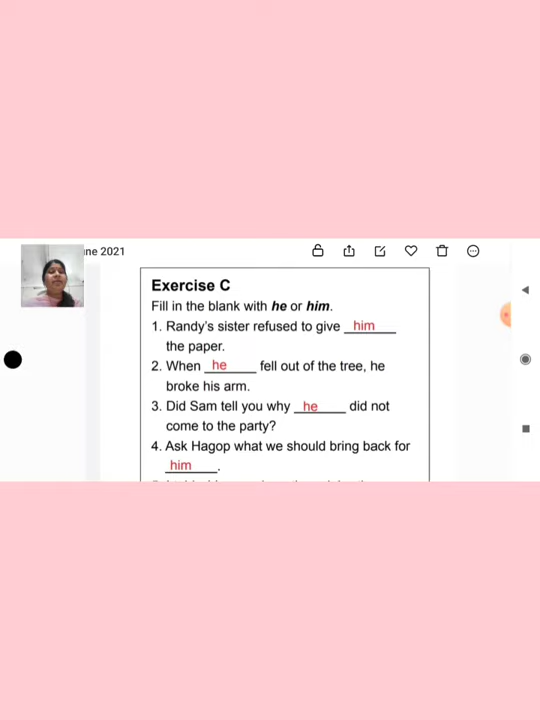 une 2021
Exercise C
Fill in the blank with he or him.
1. Randy's sister refused to give him
the paper.
2. When he fell out of the tree, he
broke his arm.
3. Did Sam tell you why he did not
come to the party?
4. Ask Hagop what we should bring back for
him.